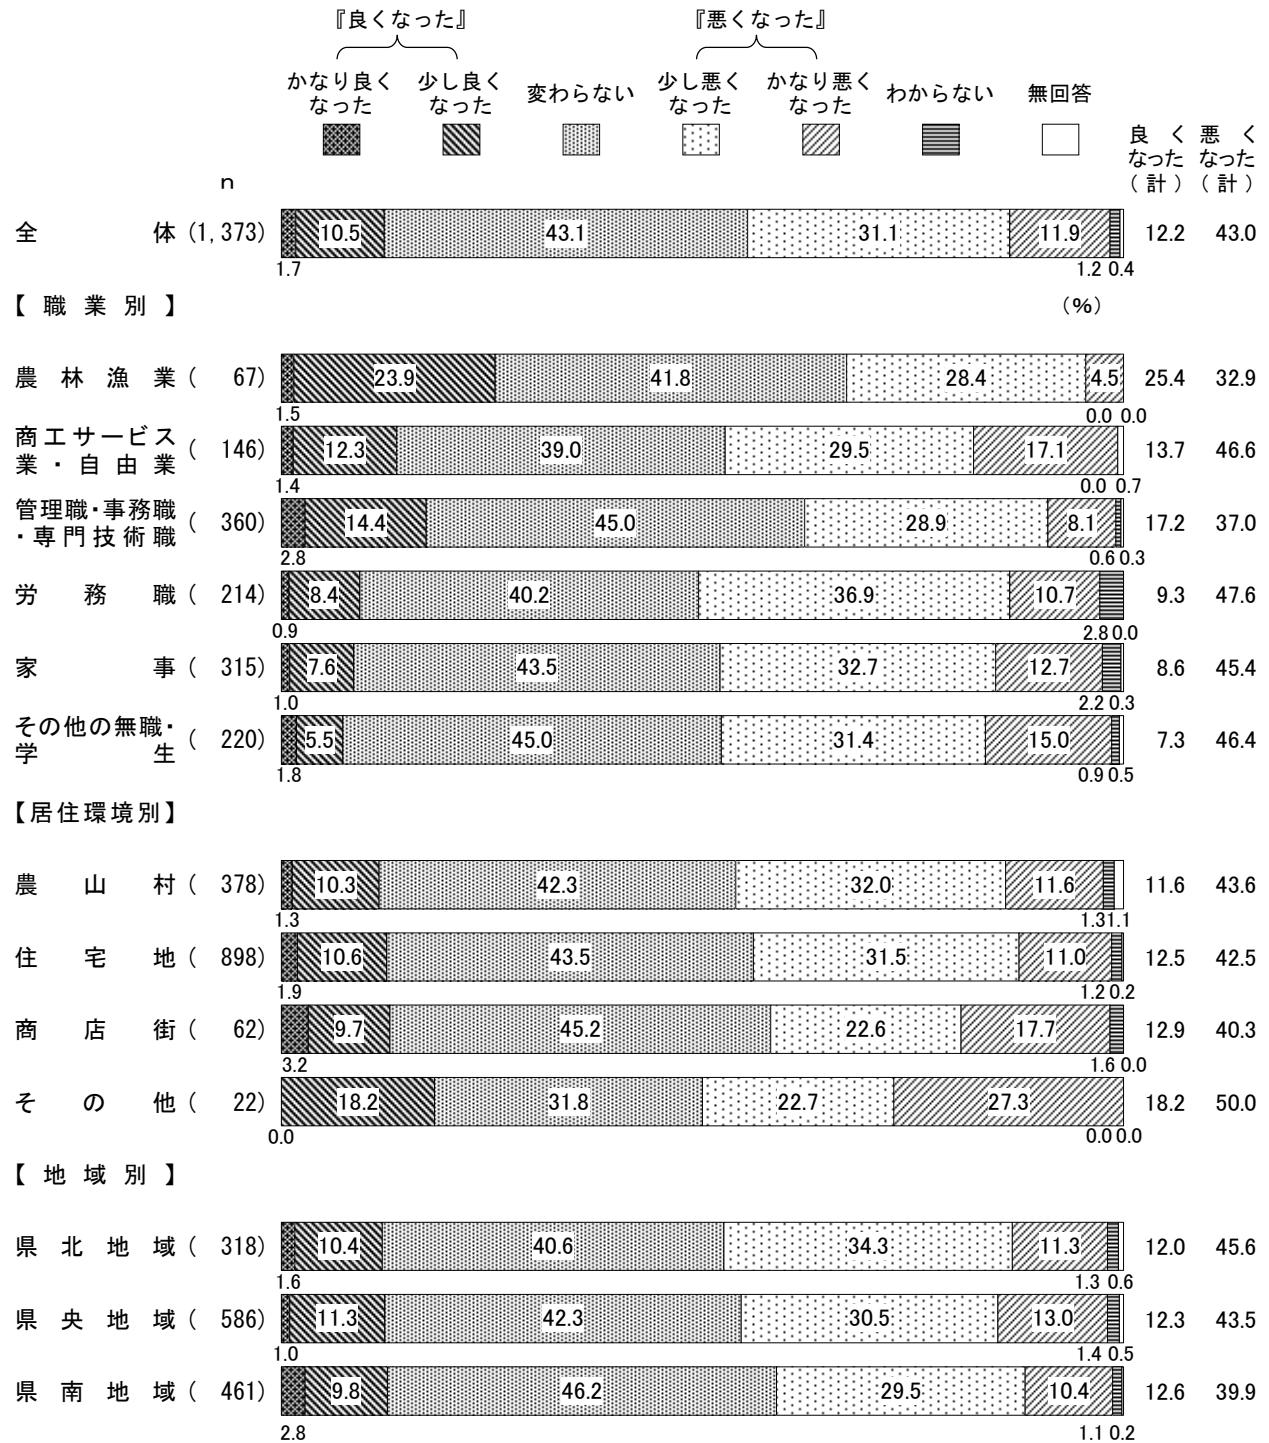 『良くなった』 『悪くなった』
かなり良く 少し良く 変わらない 少し悪く かなり悪く わからない 無回答
なった なった なった なった
良く 悪く
なった なった
（計） （計）
n
全体 (1,373) 10.5 43.1 31.1 11.9 12.2 43.0
1.7 1.2 0.4
【職業別】 (%)
農林漁業 ( 67) 23.9 41.8 28.4 4.5 25.4 32.9
1.5 0.0 0.0
商工サービス
業・自由業 ( 146) 12.3 39.0 29.5 17.1 13.7 46.6
1.4 0.0 0.7
管理職・事務職
・専門技術職 ( 360) 14.4 45.0 28.9 8.1 17.2 37.0
2.8 0.6 0.3
労務職 ( 214) 8.4 40.2 36.9 10.7 9.3 47.6
0.9 2.8 0.0
家事 ( 315) 7.6 43.5 32.7 12.7 8.6 45.4
1.0 2.2 0.3
その他の無職・
学生 ( 220) 5.5 45.0 31.4 15.0 7.3 46.4
1.8 0.9 0.5
【居住環境別】
農山村 ( 378) 10.3 42.3 32.0 11.6 11.6 43.6
1.3 1.3 1.1
住宅地 ( 898) 10.6 43.5 31.5 11.0 12.5 42.5
1.9 1.2 0.2
商店街 ( 62) 9.7 45.2 22.6 17.7 12.9 40.3
3.2 1.6 0.0
その他 ( 22) 18.2 31.8 22.7 27.3 18.2 50.0
0.0 0.0 0.0
【地域別】
県北地域 ( 318) 10.4 40.6 34.3 11.3 12.0 45.6
1.6 1.3 0.6
県央地域 ( 586) 11.3 42.3 30.5 13.0 12.3 43.5
1.0 1.4 0.5
県南地域 ( 461) 9.8 46.2 29.5 10.4 12.6 39.9
2.8 1.1 0.2